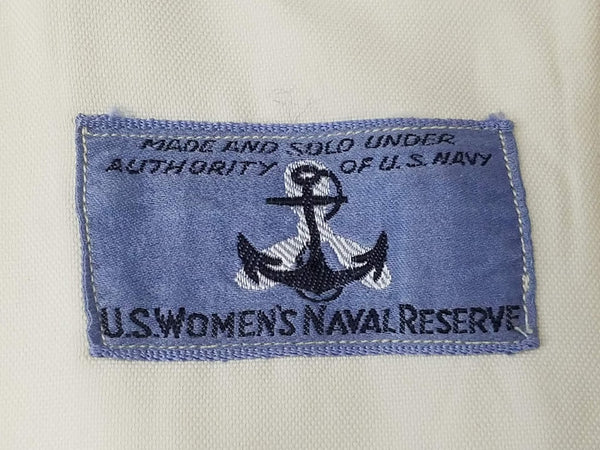 MADE AND SOLD UNDER
AUTHORITY OF U.S. NAVY
U.S. WOMEN'S NAVAL RESERVE